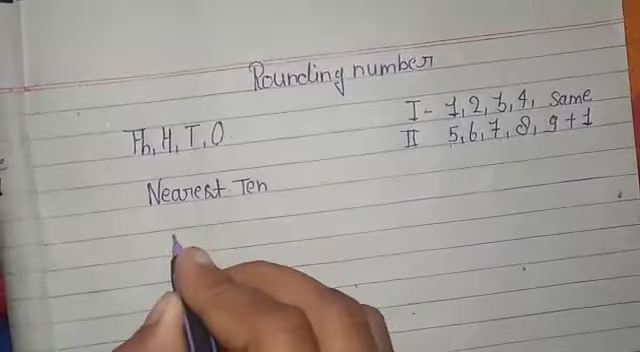 Rounding number
I - 1, 2, 3, 4, Same
Th, H, T, O
II 5, 6, 7, 8, 9 + 1
Nearest Ten